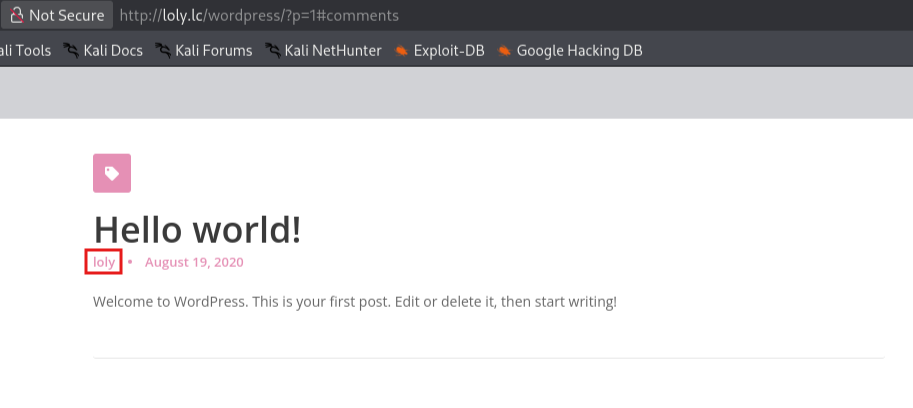 Not Secure http://loly.lc/wordpress/?p=1#comments
ali Tools Kali Docs Kali Forums Kali NetHunter Exploit-DB Google Hacking DB
Hello world!
loly • August 19, 2020
Welcome to WordPress. This is your first post. Edit or delete it, then start writing!